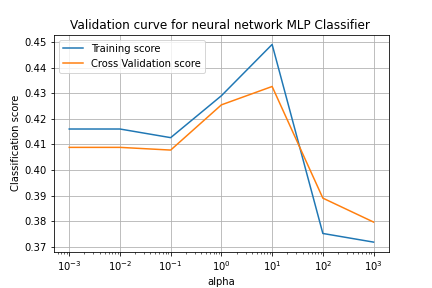 Validation curve for neural network MLP Classifier
Training score
Cross Validation score
Classification score
0.45
0.44
0.43
0.42
0.41
0.40
0.39
0.38
0.37
10⁻³ 10⁻² 10⁻¹ 10⁰ 10¹ 10² 10³
alpha